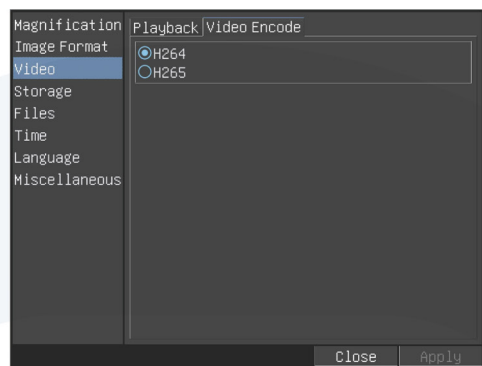 Magnification
Image Format
Video
Storage
Files
Time
Language
Miscellaneous
Playback Video Encode
H264
H265
Close Apply